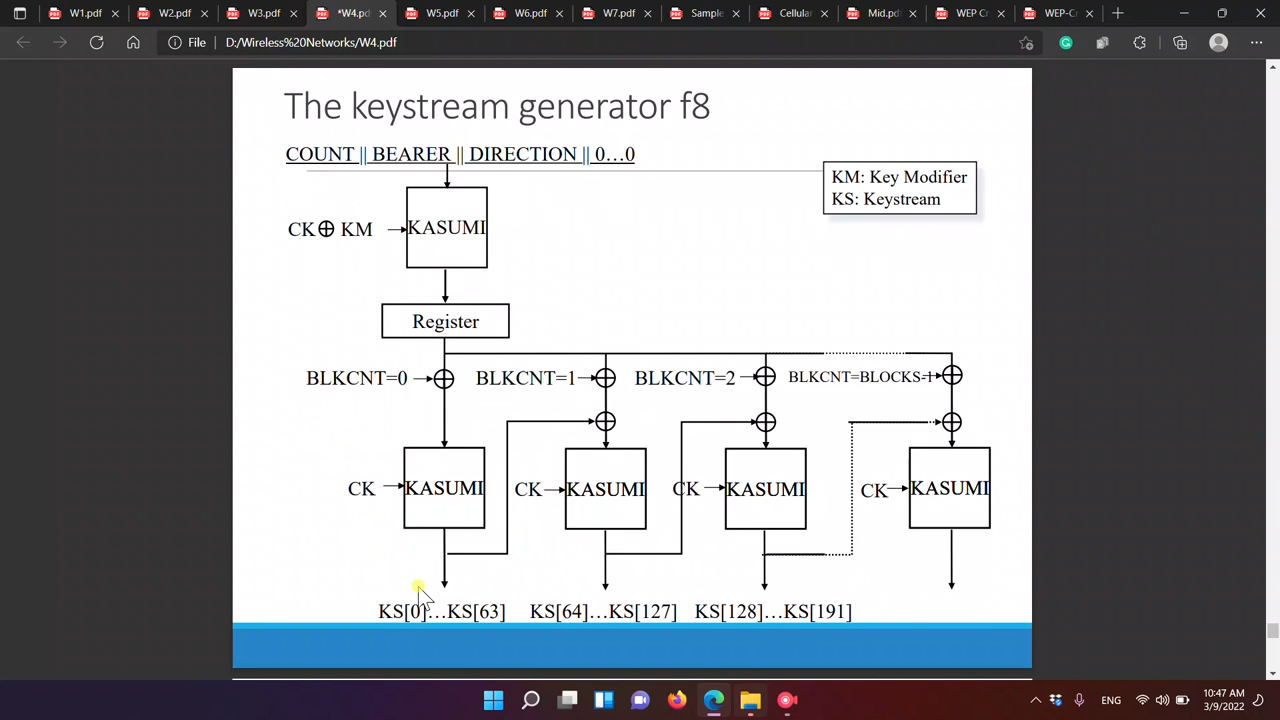 W1.pdf W2.pdf W3.pdf *W4.pd W5.pdf W6.pdf W7.pdf Sample Cellular Mid.pdf WEP Cr WEP-C
File D:/Wireless%20Networks/W4.pdf
The keystream generator f8
COUNT || BEARER || DIRECTION || 0…0
KM: Key Modifier
KS: Keystream
CK⊕ KM KASUMI
Register
BLKCNT=0 BLKCNT=1 BLKCNT=2 BLKCNT=BLOCKS-1
CK KASUMI CK KASUMI CK KASUMI CK KASUMI
KS[0]…KS[63] KS[64]…KS[127] KS[128]…KS[191]
ENG 10:47 AM
3/9/2022